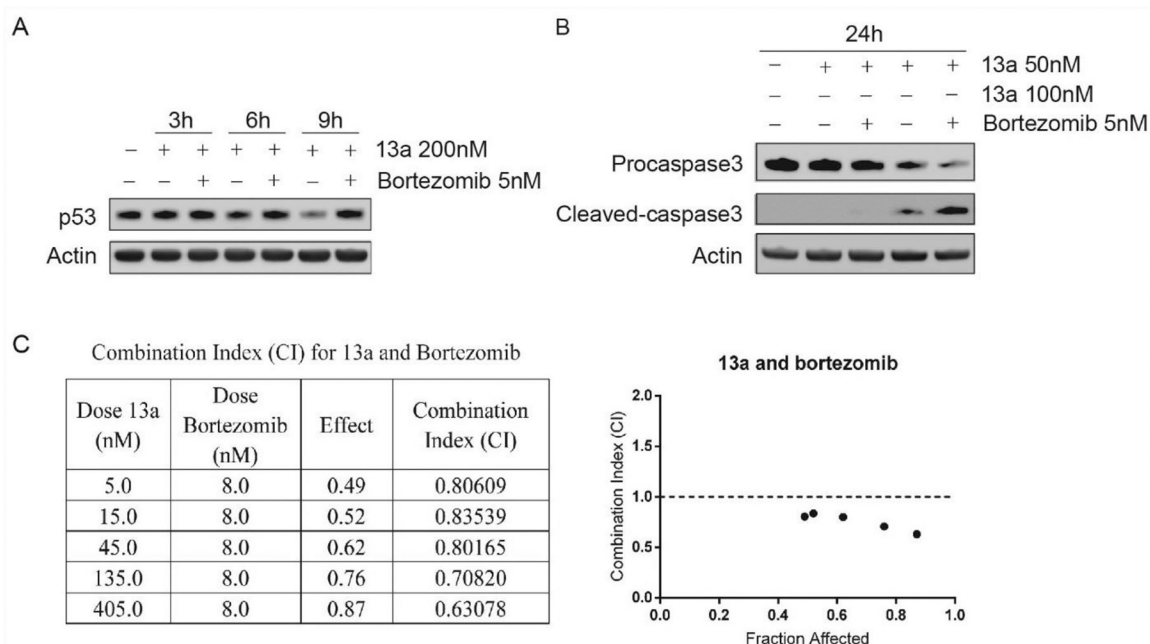 A
3h 6h 9h
− + + + + + + 13a 200nM
− − + − + − + Bortezomib 5nM
p53
Actin
B
24h
− + + + + 13a 50nM
− − − − − 13a 100nM
− − + − + Bortezomib 5nM
Procaspase3
Cleaved-caspase3
Actin
C
Combination Index (CI) for 13a and Bortezomib
Dose 13a (nM) Dose Bortezomib (nM) Effect Combination Index (CI)
5.0 8.0 0.49 0.80609
15.0 8.0 0.52 0.83539
45.0 8.0 0.62 0.80165
135.0 8.0 0.76 0.70820
405.0 8.0 0.87 0.63078
13a and bortezomib
Combination Index (CI)
2.0
1.5
1.0
0.5
0.0
0.0 0.2 0.4 0.6 0.8 1.0
Fraction Affected